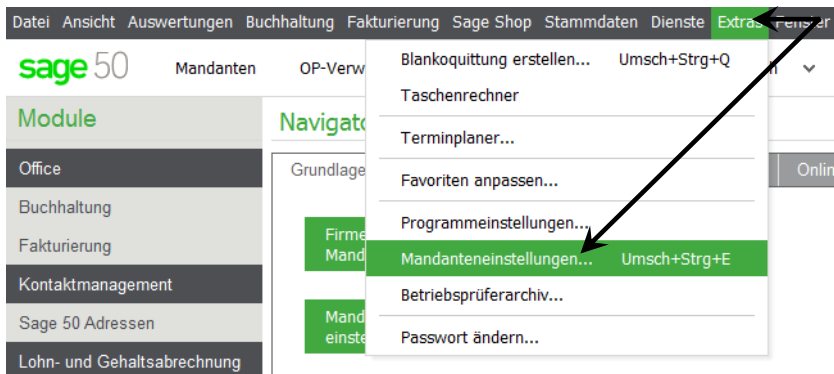 Datei Ansicht Auswertungen Buchhaltung Fakturierung Sage Shop Stammdaten Dienste Extras Fenster
sage 50 Mandanten OP-Verw
Blankoquittung erstellen... Umsch+Strg+Q
Taschenrechner
Terminplaner...
Favoriten anpassen...
Programmeinstellungen...
Mandanteneinstellungen... Umsch+Strg+E
Betriebsprüferarchiv...
Passwort ändern...
Module
Office
Buchhaltung
Fakturierung
Kontaktmanagement
Sage 50 Adressen
Lohn- und Gehaltsabrechnung
Navigato
Grundlage Onlin
Firme
Mand
Mand
einste